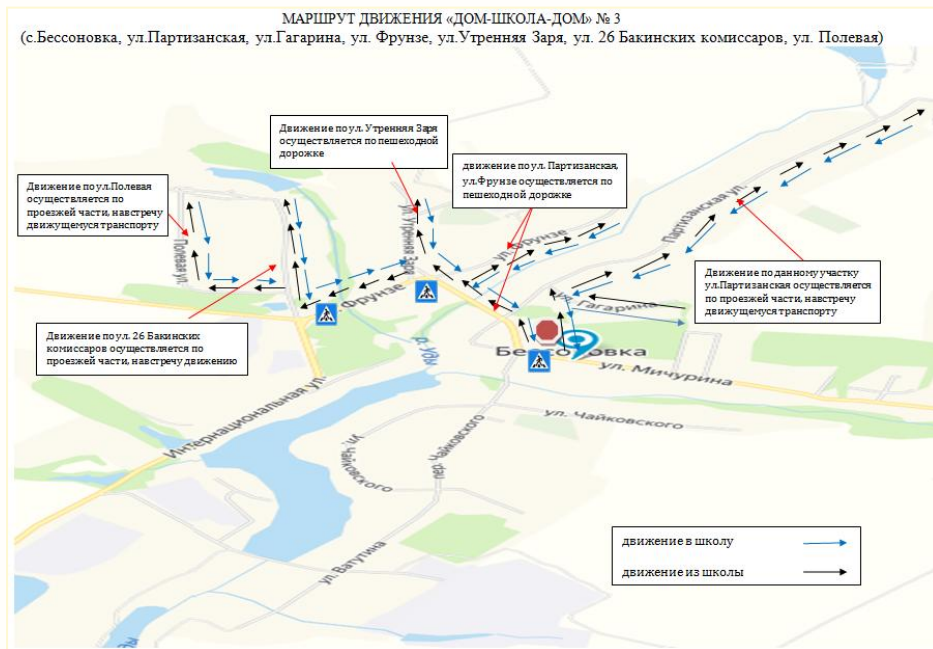 МАРШРУТ ДВИЖЕНИЯ «ДОМ-ШКОЛА-ДОМ» № 3
(с.Бессоновка, ул.Партизанская, ул.Гагарина, ул. Фрунзе, ул.Утренняя Заря, ул. 26 Бакинских комиссаров, ул. Полевая)
Движение по ул. Утренняя Заря
осуществляется по пешеходной
дорожке
движение по ул. Партизанская,
ул.Фрунзе осуществляется по
пешеходной дорожке
Движение по ул.Полевая
осуществляется по
проезжей части, навстречу
движущемуся транспорту
Партизанская ул.
ул. Утренняя Заря
ул. Фрунзе
Полевая ул.
Движение по данному участку
ул.Партизанская осуществляется
по проезжей части, навстречу
движущемуся транспорту
Фрунзе
ул. Гагарина
Движение по ул. 26 Бакинских
комиссаров осуществляется по
проезжей части, навстречу движению
р. Уды
Бессоновка
ул. Мичурина
Интернациональная ул.
ул. Чайковского
пер. Чайковского
ул. Чайковского
ул. Ватутина
движение в школу
движение из школы